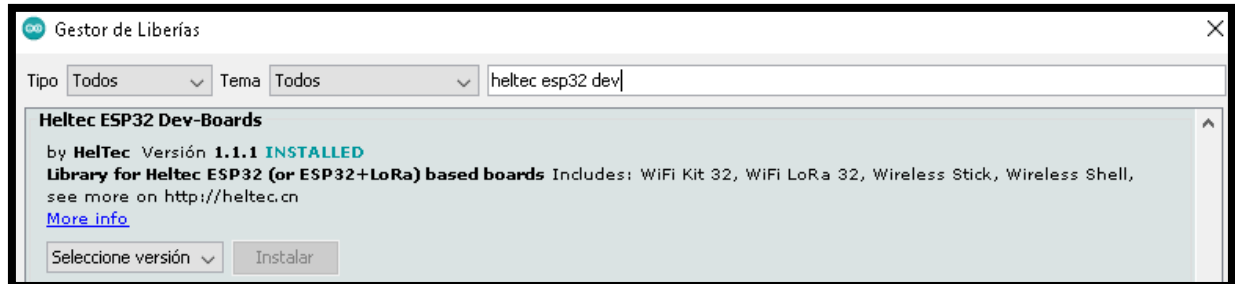 Gestor de Liberías
Tipo Todos Tema Todos heltec esp32 dev
Heltec ESP32 Dev-Boards
by HelTec Versión 1.1.1 INSTALLED
Library for Heltec ESP32 (or ESP32+LoRa) based boards Includes: WiFi Kit 32, WiFi LoRa 32, Wireless Stick, Wireless Shell,
see more on http://heltec.cn
More info
Seleccione versión Instalar